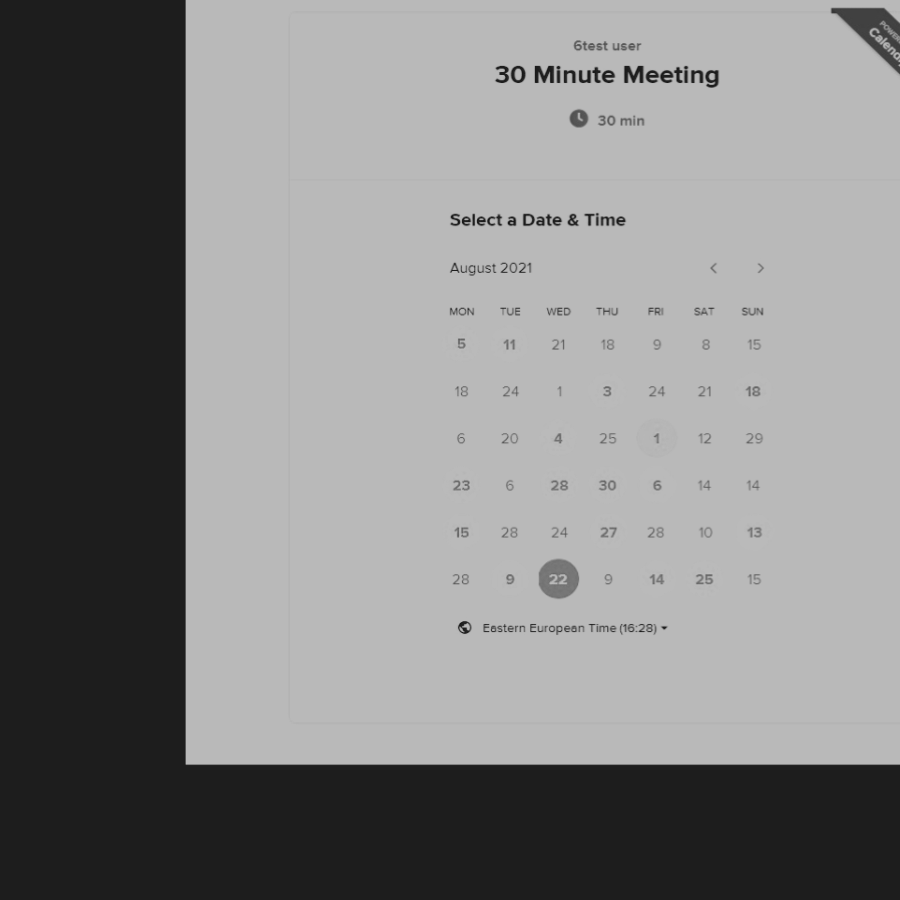 6test user
30 Minute Meeting
30 min
Select a Date & Time
August 2021
MON TUE WED THU FRI SAT SUN
5 11 21 18 9 8 15
18 24 1 3 24 21 18
6 20 4 25 1 12 29
23 6 28 30 6 14 14
15 28 24 27 28 10 13
28 9 22 9 14 25 15
Eastern European Time (16:28)